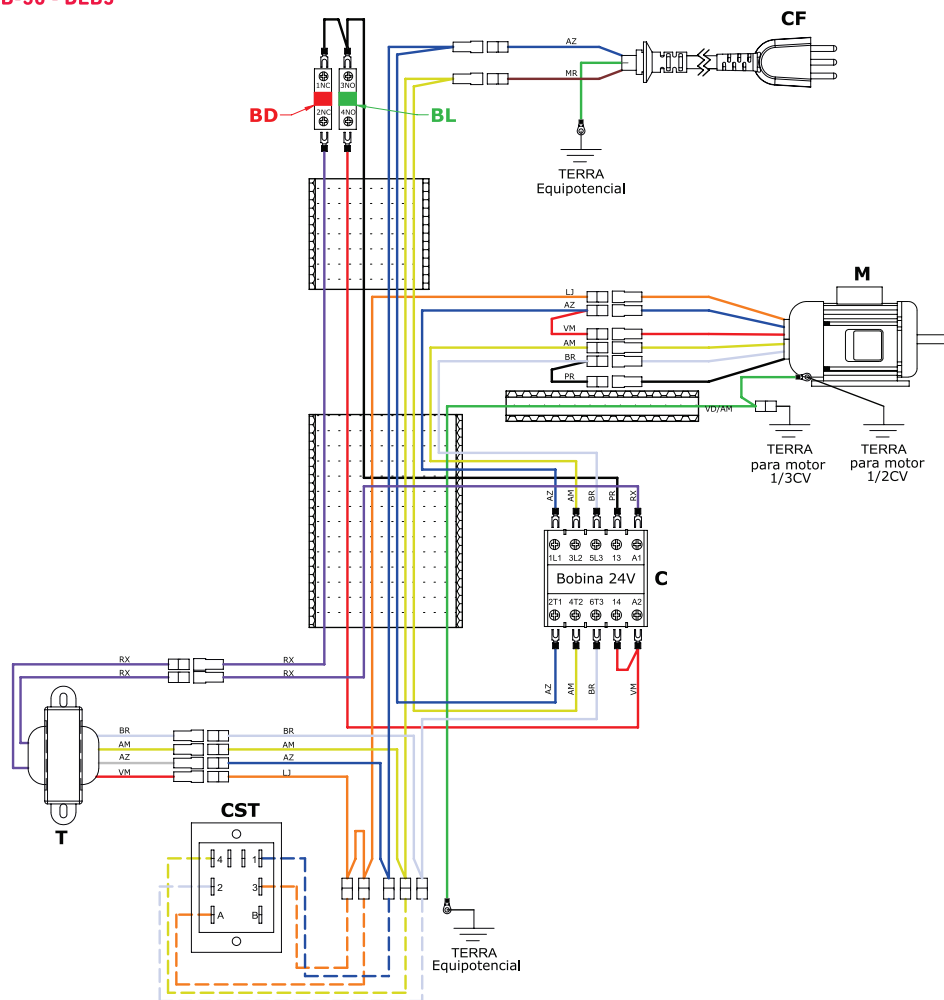 CF
1NC
3NO
2NC
4NO
BD
BL
AZ
MR
TERRA
Equipotencial
M
LJ
AZ
VM
AM
BR
PR
VD/AM
TERRA
para motor
1/3CV
TERRA
para motor
1/2CV
AZ
AM
BR
PR
RX
1L1
3L2
5L3
13
A1
Bobina 24V
C
2T1
4T2
6T3
14
A2
AZ
AM
BR
VM
RX
RX
RX
RX
BR
BR
AM
AM
AZ
AZ
VM
LJ
T
CST
4
1
2
3
A
B
TERRA
Equipotencial